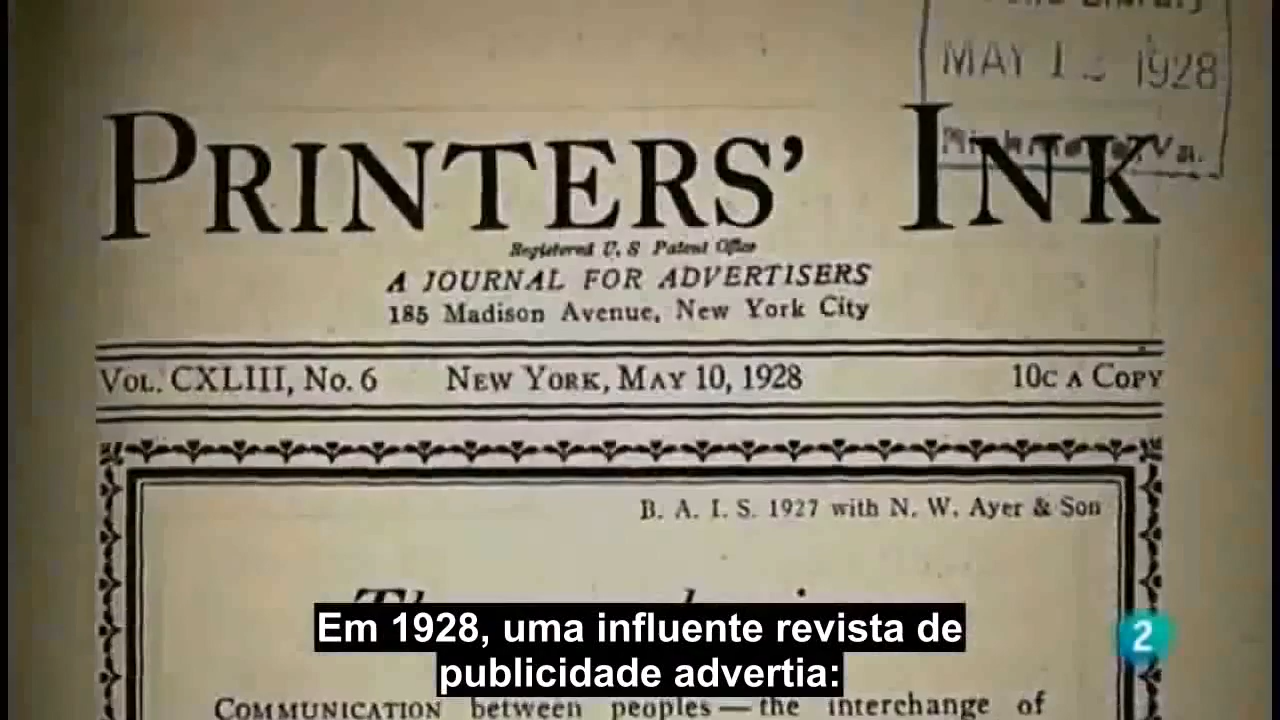 MAY 1 1928
PRINTERS' INK
Registered U. S Patent Office
A JOURNAL FOR ADVERTISERS
185 Madison Avenue, New York City
VOL. CXLIII, No. 6 NEW YORK, MAY 10, 1928 10C A COPY
B. A. I. S. 1927 with N. W. Ayer & Son
Em 1928, uma influente revista de
publicidade advertia:
2
COMMUNICATION between peoples — the interchange of